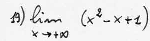 19) lim (x² - x + 1)
x → +∞